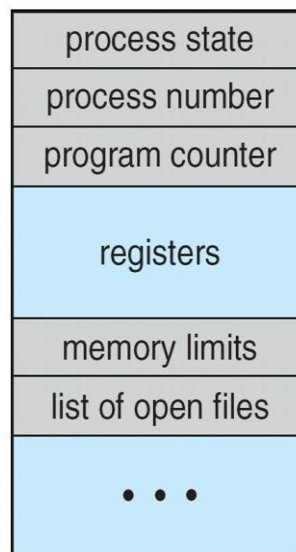 process state
process number
program counter
registers
memory limits
list of open files
• • •